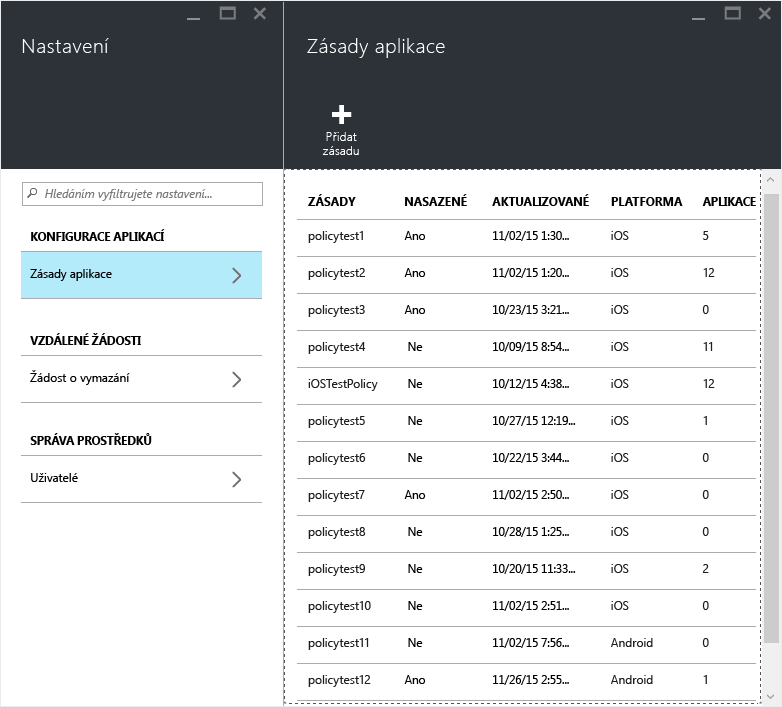 Nastavení
Hledáním vyfiltrujete nastavení...
KONFIGURACE APLIKACÍ
Zásady aplikace
VZDÁLENÉ ŽÁDOSTI
Žádost o vymazání
SPRÁVA PROSTŘEDKŮ
Uživatelé
Zásady aplikace
Přidat
zásadu
ZÁSADY NASAZENÉ AKTUALIZOVANÉ PLATFORMA APLIKACE
policytest1 Ano 11/02/15 1:30... iOS 5
policytest2 Ano 11/02/15 1:20... iOS 12
policytest3 Ano 10/23/15 3:21... iOS 0
policytest4 Ne 10/09/15 8:54... iOS 11
iOSTestPolicy Ne 10/12/15 4:38... iOS 12
policytest5 Ne 10/27/15 12:19... iOS 1
policytest6 Ne 10/22/15 3:44... iOS 0
policytest7 Ano 11/02/15 2:50... iOS 0
policytest8 Ne 10/28/15 1:25... iOS 0
policytest9 Ne 10/20/15 11:33... iOS 2
policytest10 Ne 11/02/15 2:51... iOS 0
policytest11 Ne 11/02/15 7:56... Android 0
policytest12 Ano 11/26/15 2:55... Android 1